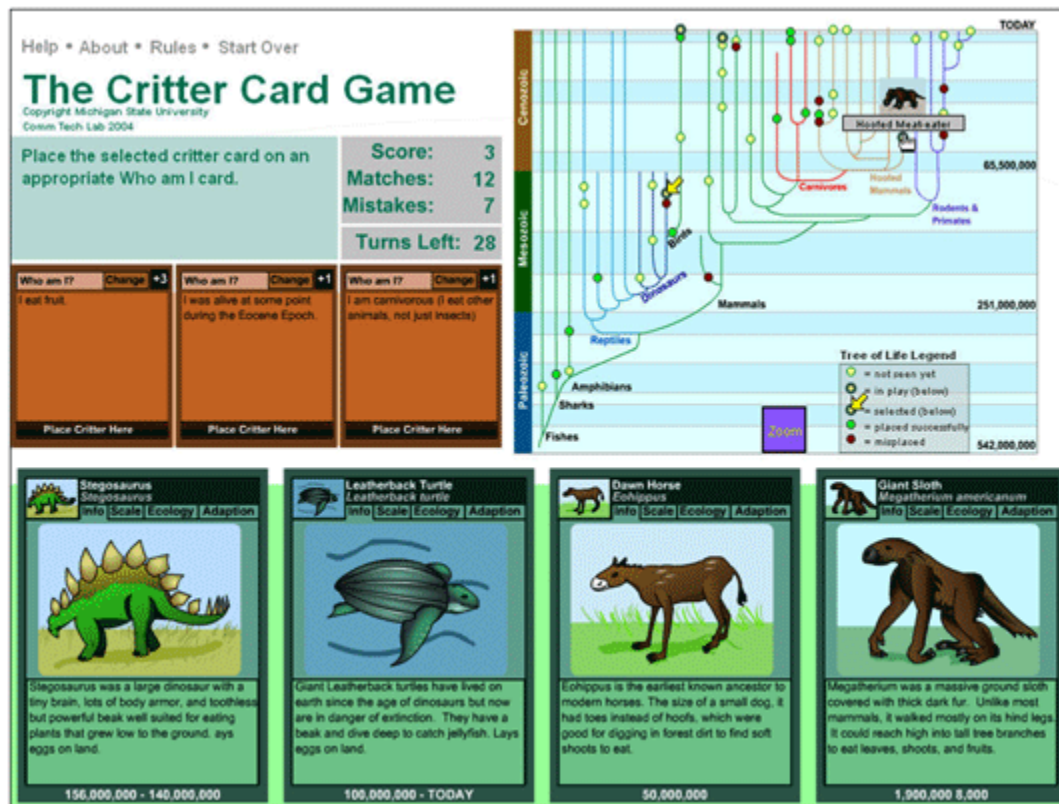 Help • About • Rules • Start Over
The Critter Card Game
Copyright Michigan State University
Comm Tech Lab 2004
Place the selected critter card on an
appropriate Who am I card.
Score: 3
Matches: 12
Mistakes: 7
Turns Left: 28
Who am I? Change +3
I eat fruit.
Place Critter Here
Who am I? Change +1
I was alive at some point
during the Eocene Epoch.
Place Critter Here
Who am I? Change +1
I am carnivorous (I eat other
animals, not just insects)
Place Critter Here
TODAY
Cenozoic
Hoofed Meat-eater
65,500,000
Carnivores
Hoofed
Mammals
Rodents &
Primates
Mesozoic
Birds
Dinosaurs
Mammals
251,000,000
Reptiles
Paleozoic
Amphibians
Sharks
Fishes
Zoom
Tree of Life Legend
= not seen yet
= in play (below)
= selected (below)
= placed successfully
= misplaced
542,000,000
Stegosaurus
Stegosaurus
Info Scale Ecology Adaption
Stegosaurus was a large dinosaur with a
tiny brain, lots of body armor, and toothless
but powerful beak well suited for eating
plants that grew low to the ground. ays
eggs on land.
156,000,000 - 140,000,000
Leatherback Turtle
Leatherback turtle
Info Scale Ecology Adaption
Giant Leatherback turtles have lived on
earth since the age of dinosaurs but now
are in danger of extinction. They have a
beak and dive deep to catch jellyfish. Lays
eggs on land.
100,000,000 - TODAY
Dawn Horse
Eohippus
Info Scale Ecology Adaption
Eohippus is the earliest known ancestor to
modern horses. The size of a small dog, it
had toes instead of hoofs, which were
good for digging in forest dirt to find soft
shoots to eat.
50,000,000
Giant Sloth
Megatherium americanum
Info Scale Ecology Adaption
Megatherium was a massive ground sloth
covered with thick dark fur. Unlike most
mammals, it walked mostly on its hind legs.
It could reach high into tall tree branches
to eat leaves, shoots, and fruits.
1,900,000 8,000